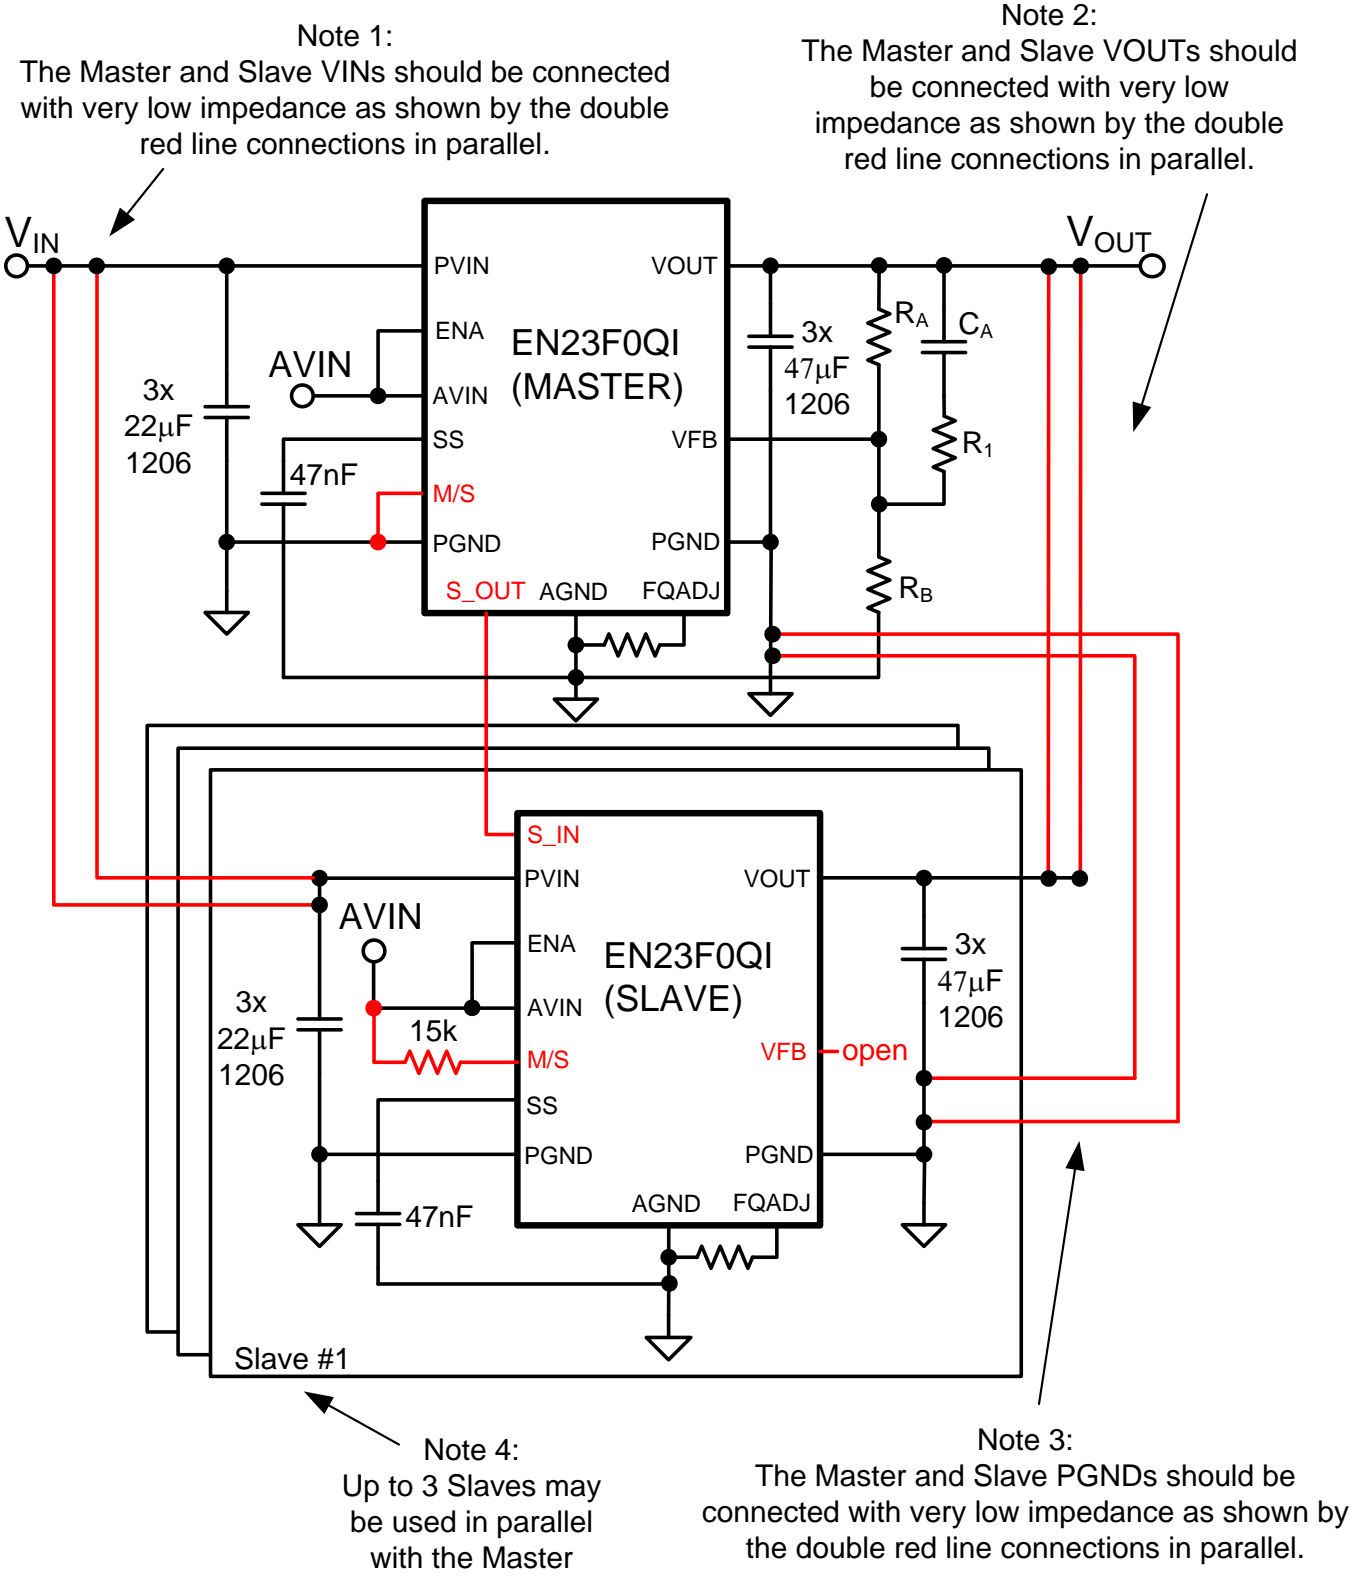 Note 1:
The Master and Slave VINs should be connected
with very low impedance as shown by the double
red line connections in parallel.
Note 2:
The Master and Slave VOUTs should
be connected with very low
impedance as shown by the double
red line connections in parallel.
VIN
VOUT
PVIN
VOUT
ENA
EN23F0QI
(MASTER)
AVIN
AVIN
SS
VFB
M/S
PGND
PGND
S_OUT
AGND
FQADJ
3x
22μF
1206
47nF
3x
47μF
1206
RA
CA
R1
RB
S_IN
PVIN
VOUT
AVIN
ENA
EN23F0QI
(SLAVE)
AVIN
15k
M/S
VFB
open
SS
PGND
PGND
AGND
FQADJ
3x
22μF
1206
47nF
3x
47μF
1206
Slave #1
Note 4:
Up to 3 Slaves may
be used in parallel
with the Master
Note 3:
The Master and Slave PGNDs should be
connected with very low impedance as shown by
the double red line connections in parallel.